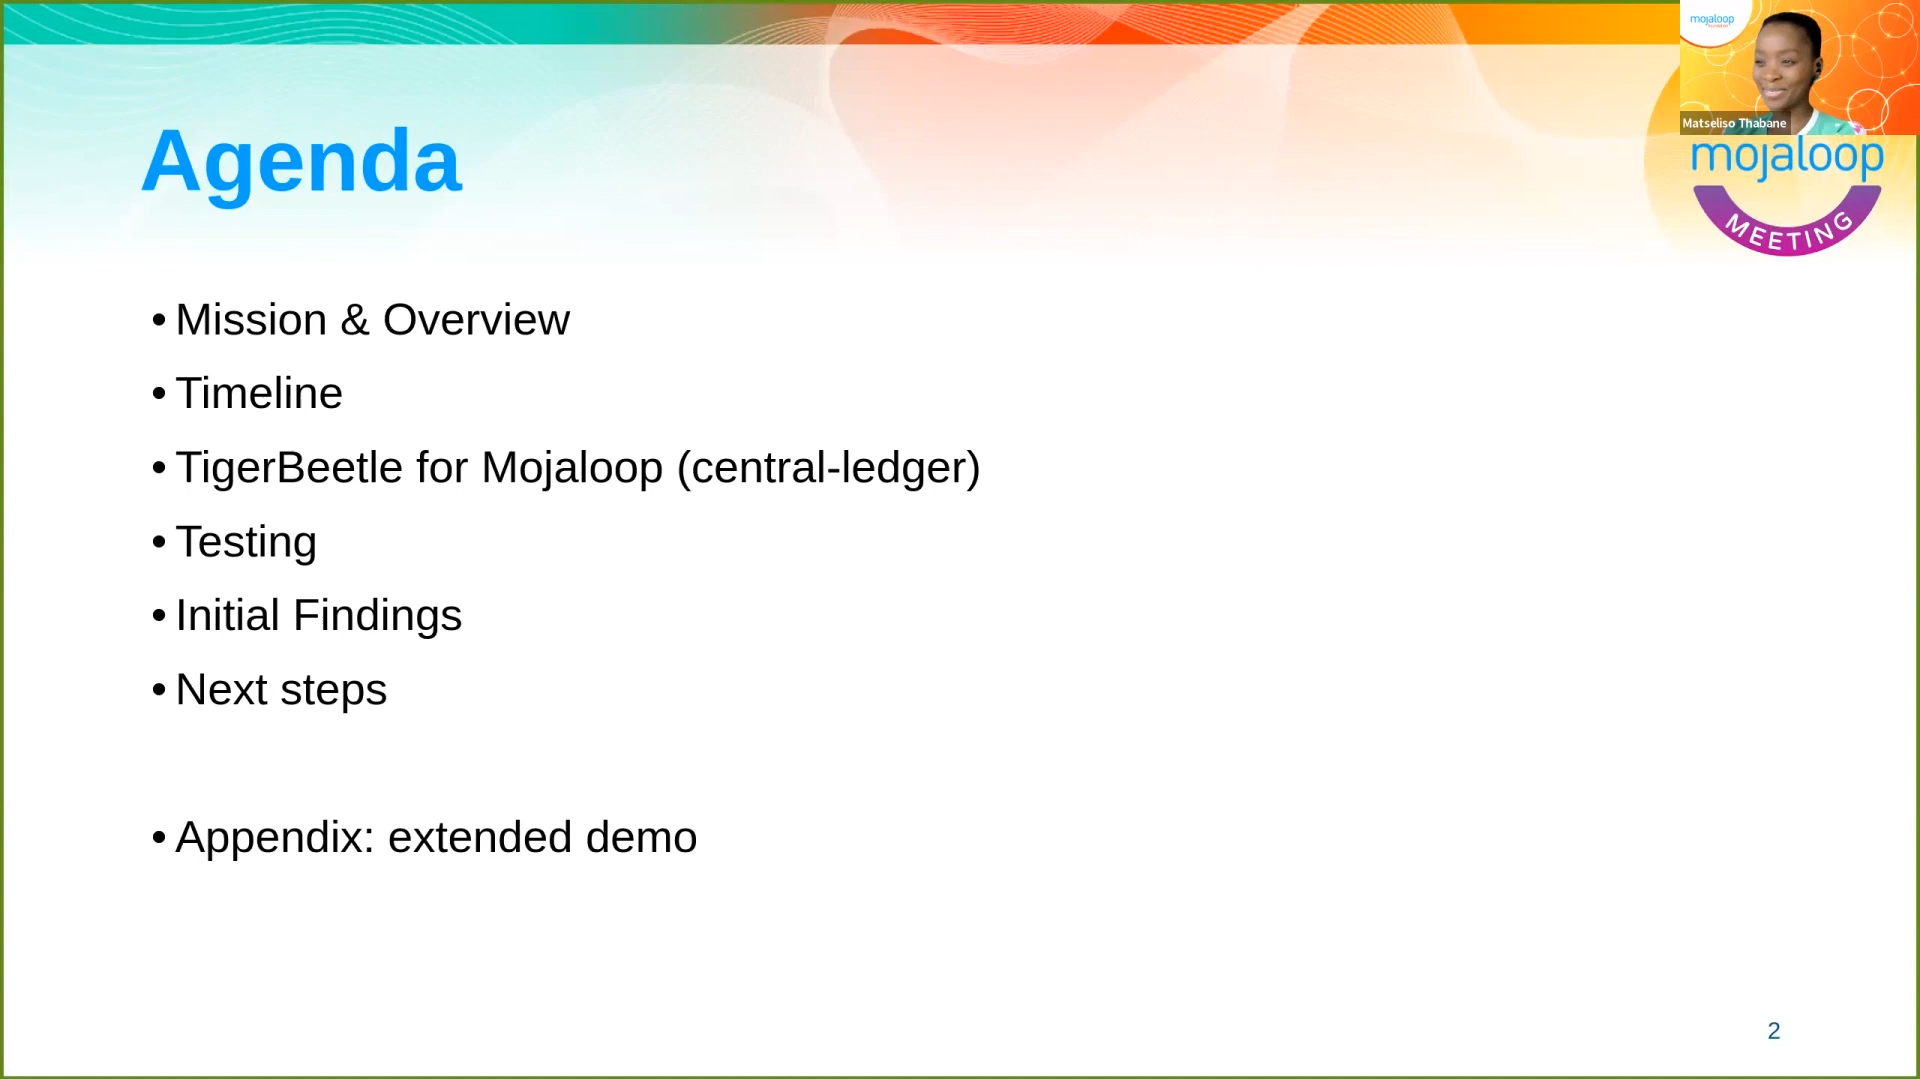 mojaloop
Matseliso Thabane
mojaloop
MEETING
Agenda
• Mission & Overview
• Timeline
• TigerBeetle for Mojaloop (central-ledger)
• Testing
• Initial Findings
• Next steps
• Appendix: extended demo
2